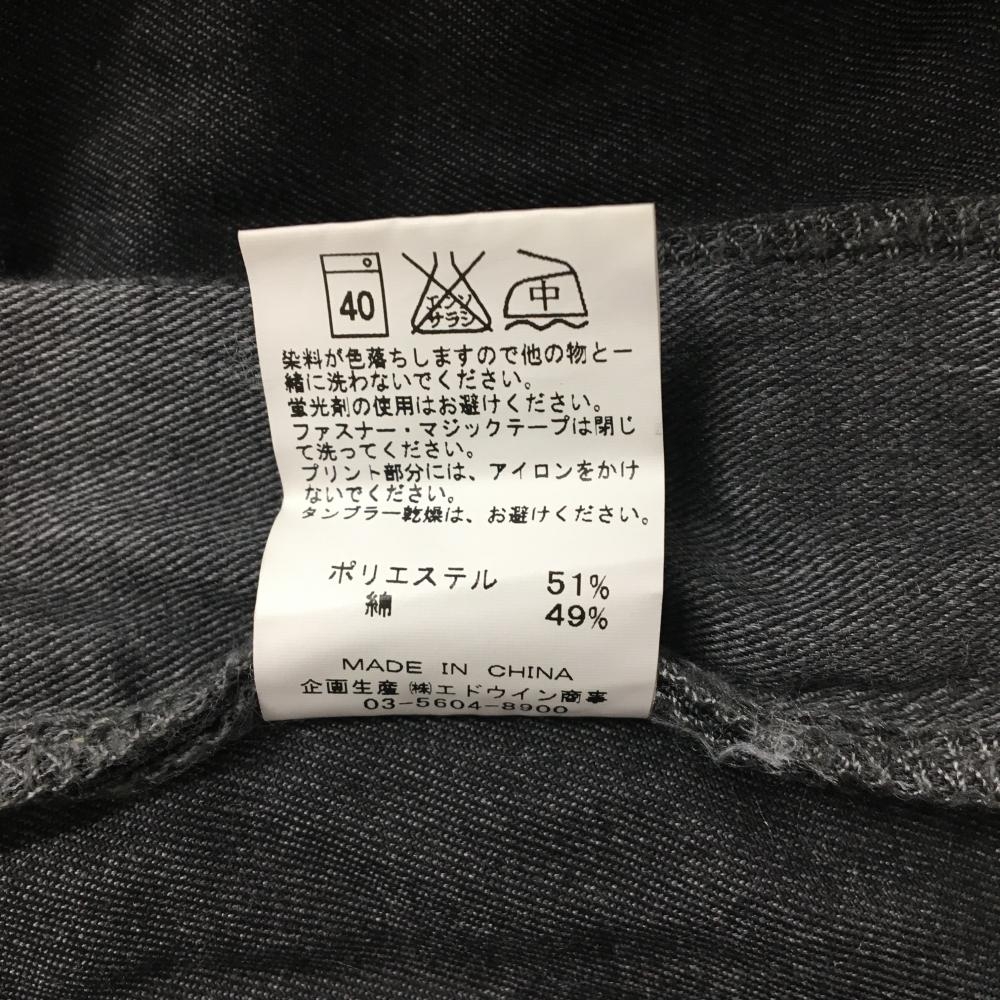 40
エンソ
サラシ
中
染料が色落ちしますので他の物と一
緒に洗わないでください。
蛍光剤の使用はお避けください。
ファスナー・マジックテープは閉じ
て洗ってください。
プリント部分には、アイロンをかけ
ないでください。
タンブラー乾燥は、お避けください。
ポリエステル 51%
綿 49%
MADE IN CHINA
企画生産 ㈱エドウイン商事
03-5604-8900